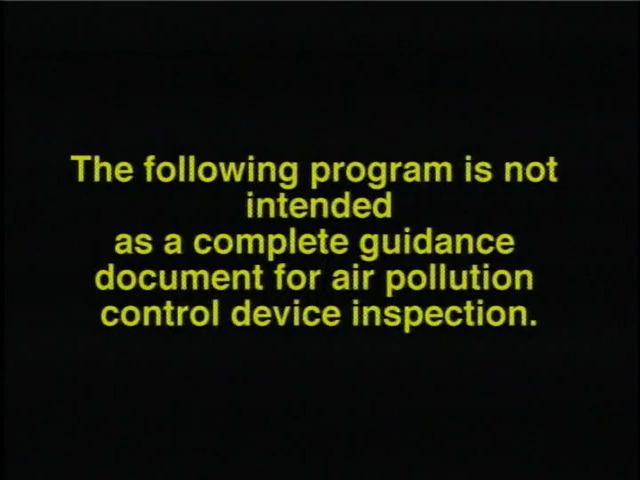 The following program is not
intended
as a complete guidance
document for air pollution
control device inspection.